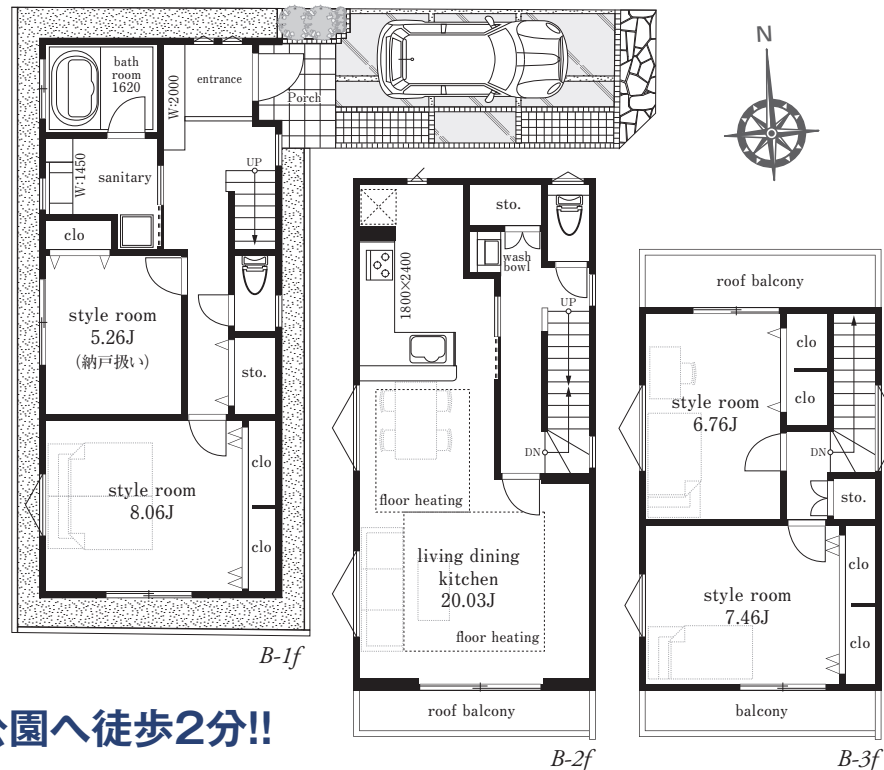 bath
room
1620
W:2000
entrance
Porch
N
W:1450
sanitary
UP
clo
style room
5.26J
(納戸扱い)
sto.
style room
8.06J
clo
clo
B-1f
sto.
wash
bowl
1800×2400
UP
DN
floor heating
living dining
kitchen
20.03J
floor heating
roof balcony
B-2f
roof balcony
style room
6.76J
clo
clo
DN
sto.
style room
7.46J
clo
clo
balcony
B-3f
公園へ徒歩2分!!